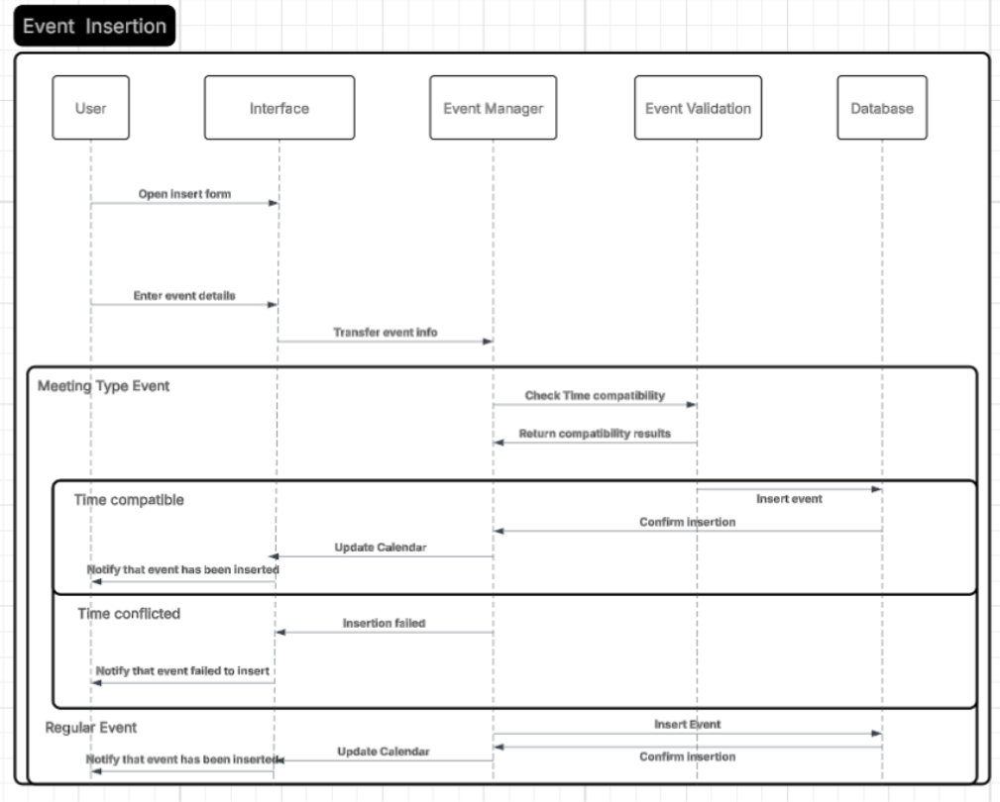 Event Insertion
User
Interface
Event Manager
Event Validation
Database
Open insert form
Enter event details
Transfer event info
Meeting Type Event
Check Time compatibility
Return compatibility results
Time compatible
Insert event
Confirm insertion
Update Calendar
Notify that event has been inserted
Time conflicted
Insertion failed
Notify that event failed to insert
Regular Event
Insert Event
Update Calendar
Confirm insertion
Notify that event has been inserted